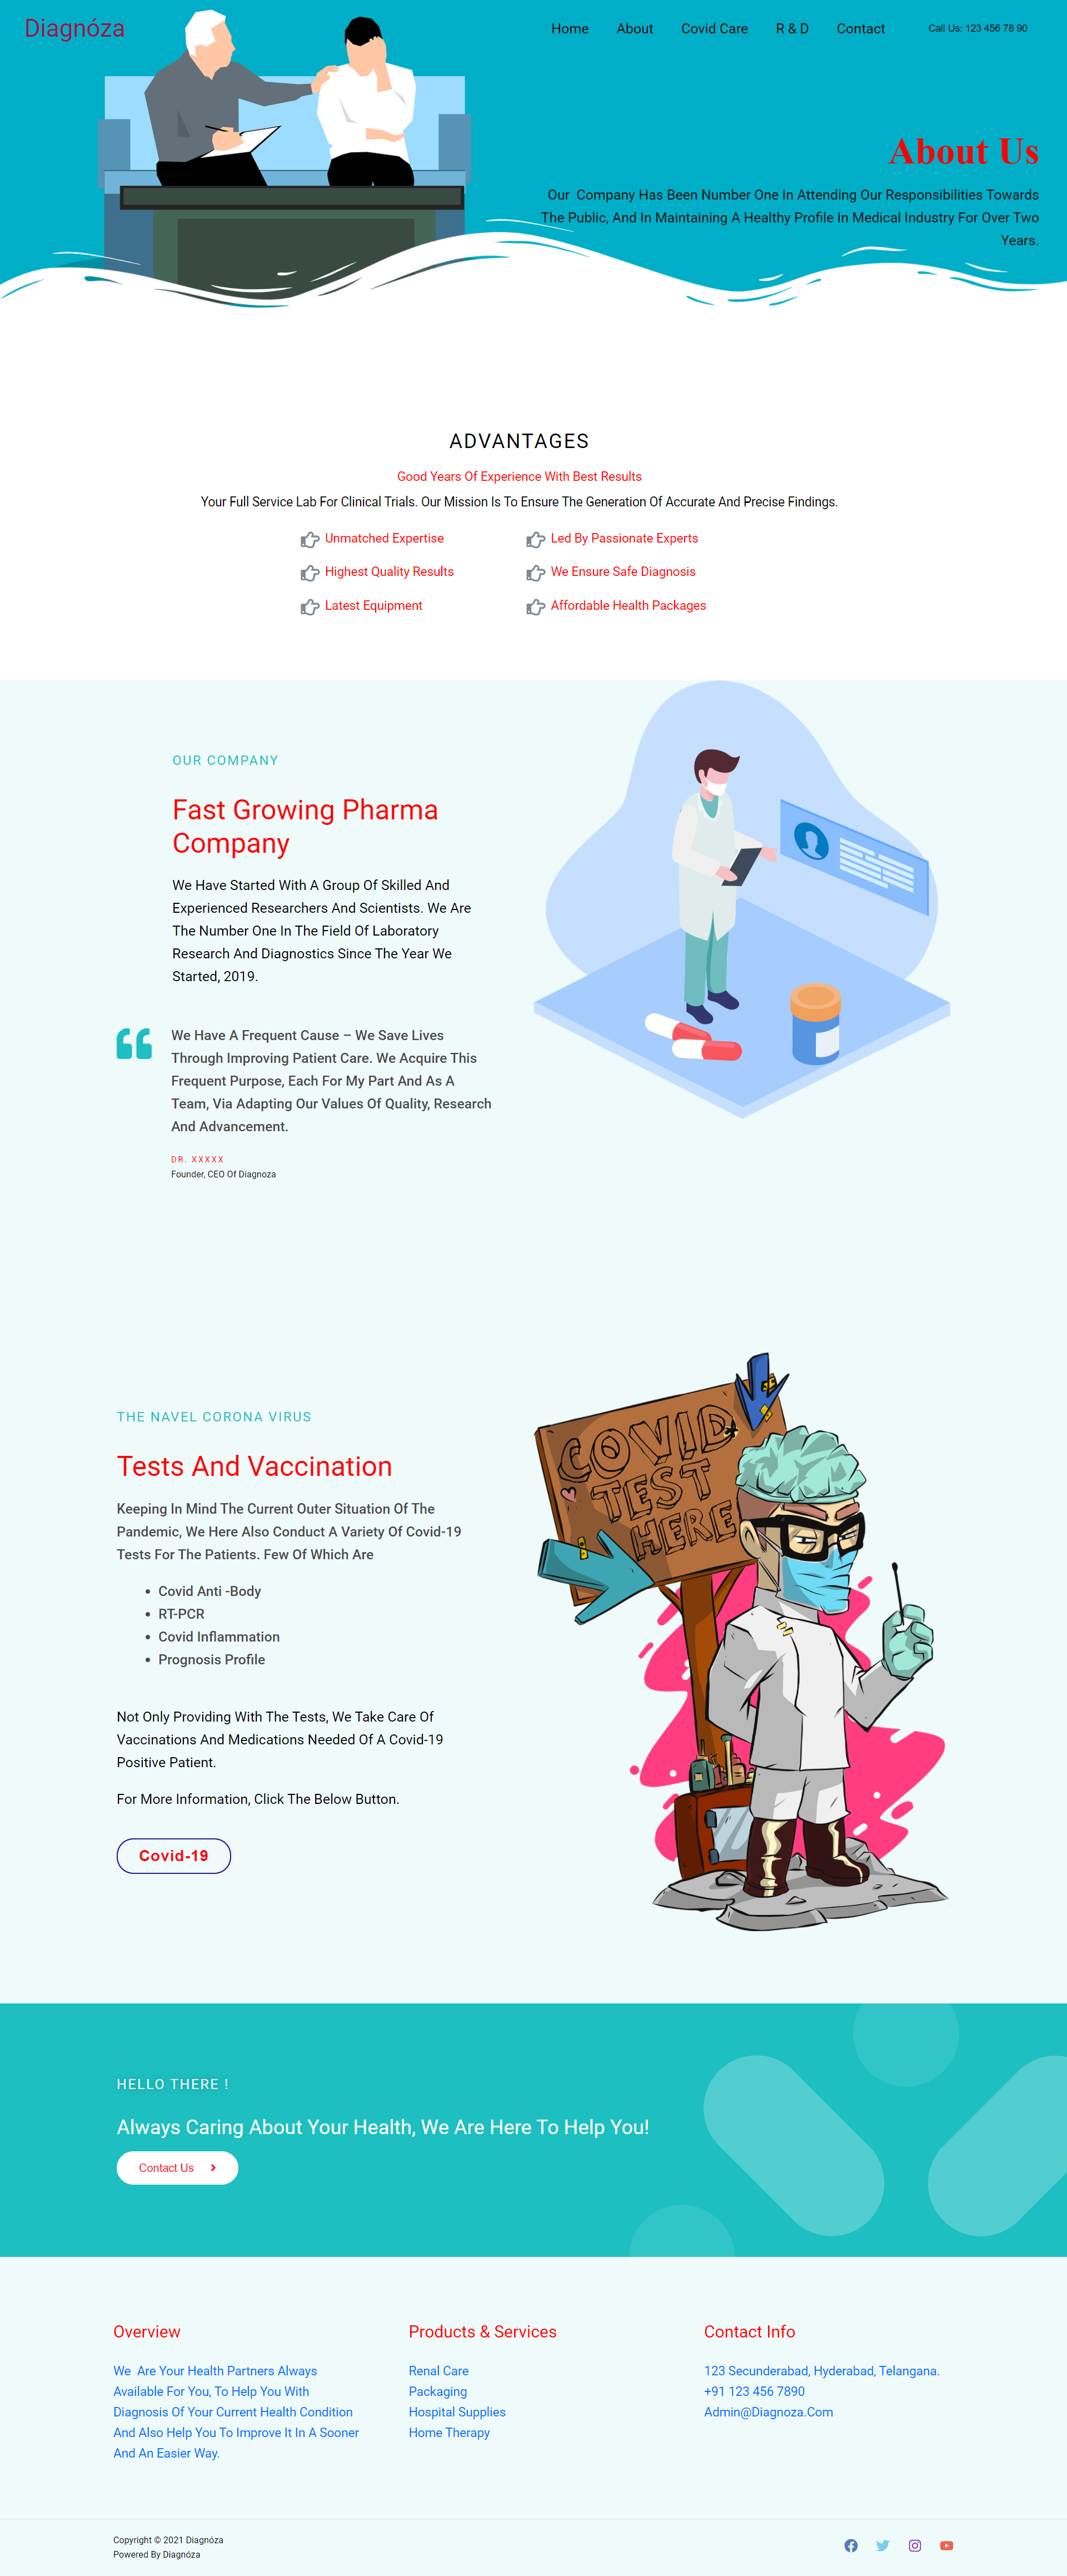 Diagnóza
Home About Covid Care R & D Contact Call Us: 123 456 78 90
About Us
Our  Company Has Been Number One In Attending Our Responsibilities Towards
The Public, And In Maintaining A Healthy Profile In Medical Industry For Over Two
Years.
ADVANTAGES
Good Years Of Experience With Best Results
Your Full Service Lab For Clinical Trials. Our Mission Is To Ensure The Generation Of Accurate And Precise Findings.
Unmatched Expertise
Highest Quality Results
Latest Equipment
Led By Passionate Experts
We Ensure Safe Diagnosis
Affordable Health Packages
OUR COMPANY
Fast Growing Pharma
Company
We Have Started With A Group Of Skilled And
Experienced Researchers And Scientists. We Are
The Number One In The Field Of Laboratory
Research And Diagnostics Since The Year We
Started, 2019.
We Have A Frequent Cause – We Save Lives
Through Improving Patient Care. We Acquire This
Frequent Purpose, Each For My Part And As A
Team, Via Adapting Our Values Of Quality, Research
And Advancement.
DR. XXXXX
Founder, CEO Of Diagnoza
THE NAVEL CORONA VIRUS
Tests And Vaccination
Keeping In Mind The Current Outer Situation Of The
Pandemic, We Here Also Conduct A Variety Of Covid-19
Tests For The Patients. Few Of Which Are
• Covid Anti -Body
• RT-PCR
• Covid Inflammation
• Prognosis Profile
Not Only Providing With The Tests, We Take Care Of
Vaccinations And Medications Needed Of A Covid-19
Positive Patient.
For More Information, Click The Below Button.
Covid-19
COVID
TEST
HERE
HELLO THERE !
Always Caring About Your Health, We Are Here To Help You!
Contact Us
Overview
We  Are Your Health Partners Always
Available For You, To Help You With
Diagnosis Of Your Current Health Condition
And Also Help You To Improve It In A Sooner
And An Easier Way.
Products & Services
Renal Care
Packaging
Hospital Supplies
Home Therapy
Contact Info
123 Secunderabad, Hyderabad, Telangana.
+91 123 456 7890
Admin@Diagnoza.Com
Copyright © 2021 Diagnóza
Powered By Diagnóza